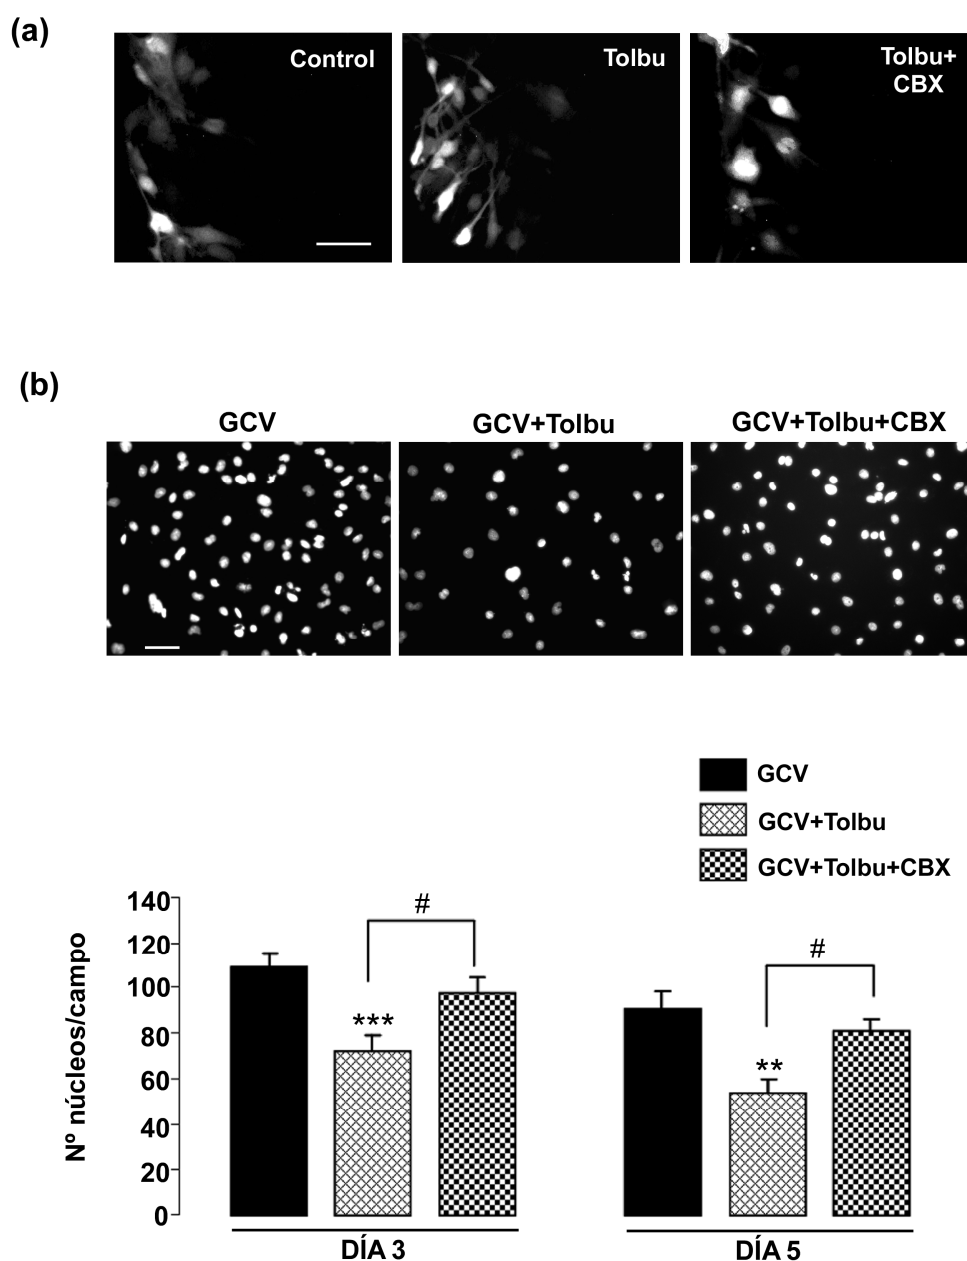 (a)
Control
Tolbu
Tolbu+
CBX
(b)
GCV
GCV+Tolbu
GCV+Tolbu+CBX
GCV
GCV+Tolbu
GCV+Tolbu+CBX
Nº núcleos/campo
140
120
100
80
60
40
20
0
#
***
#
**
DÍA 3
DÍA 5